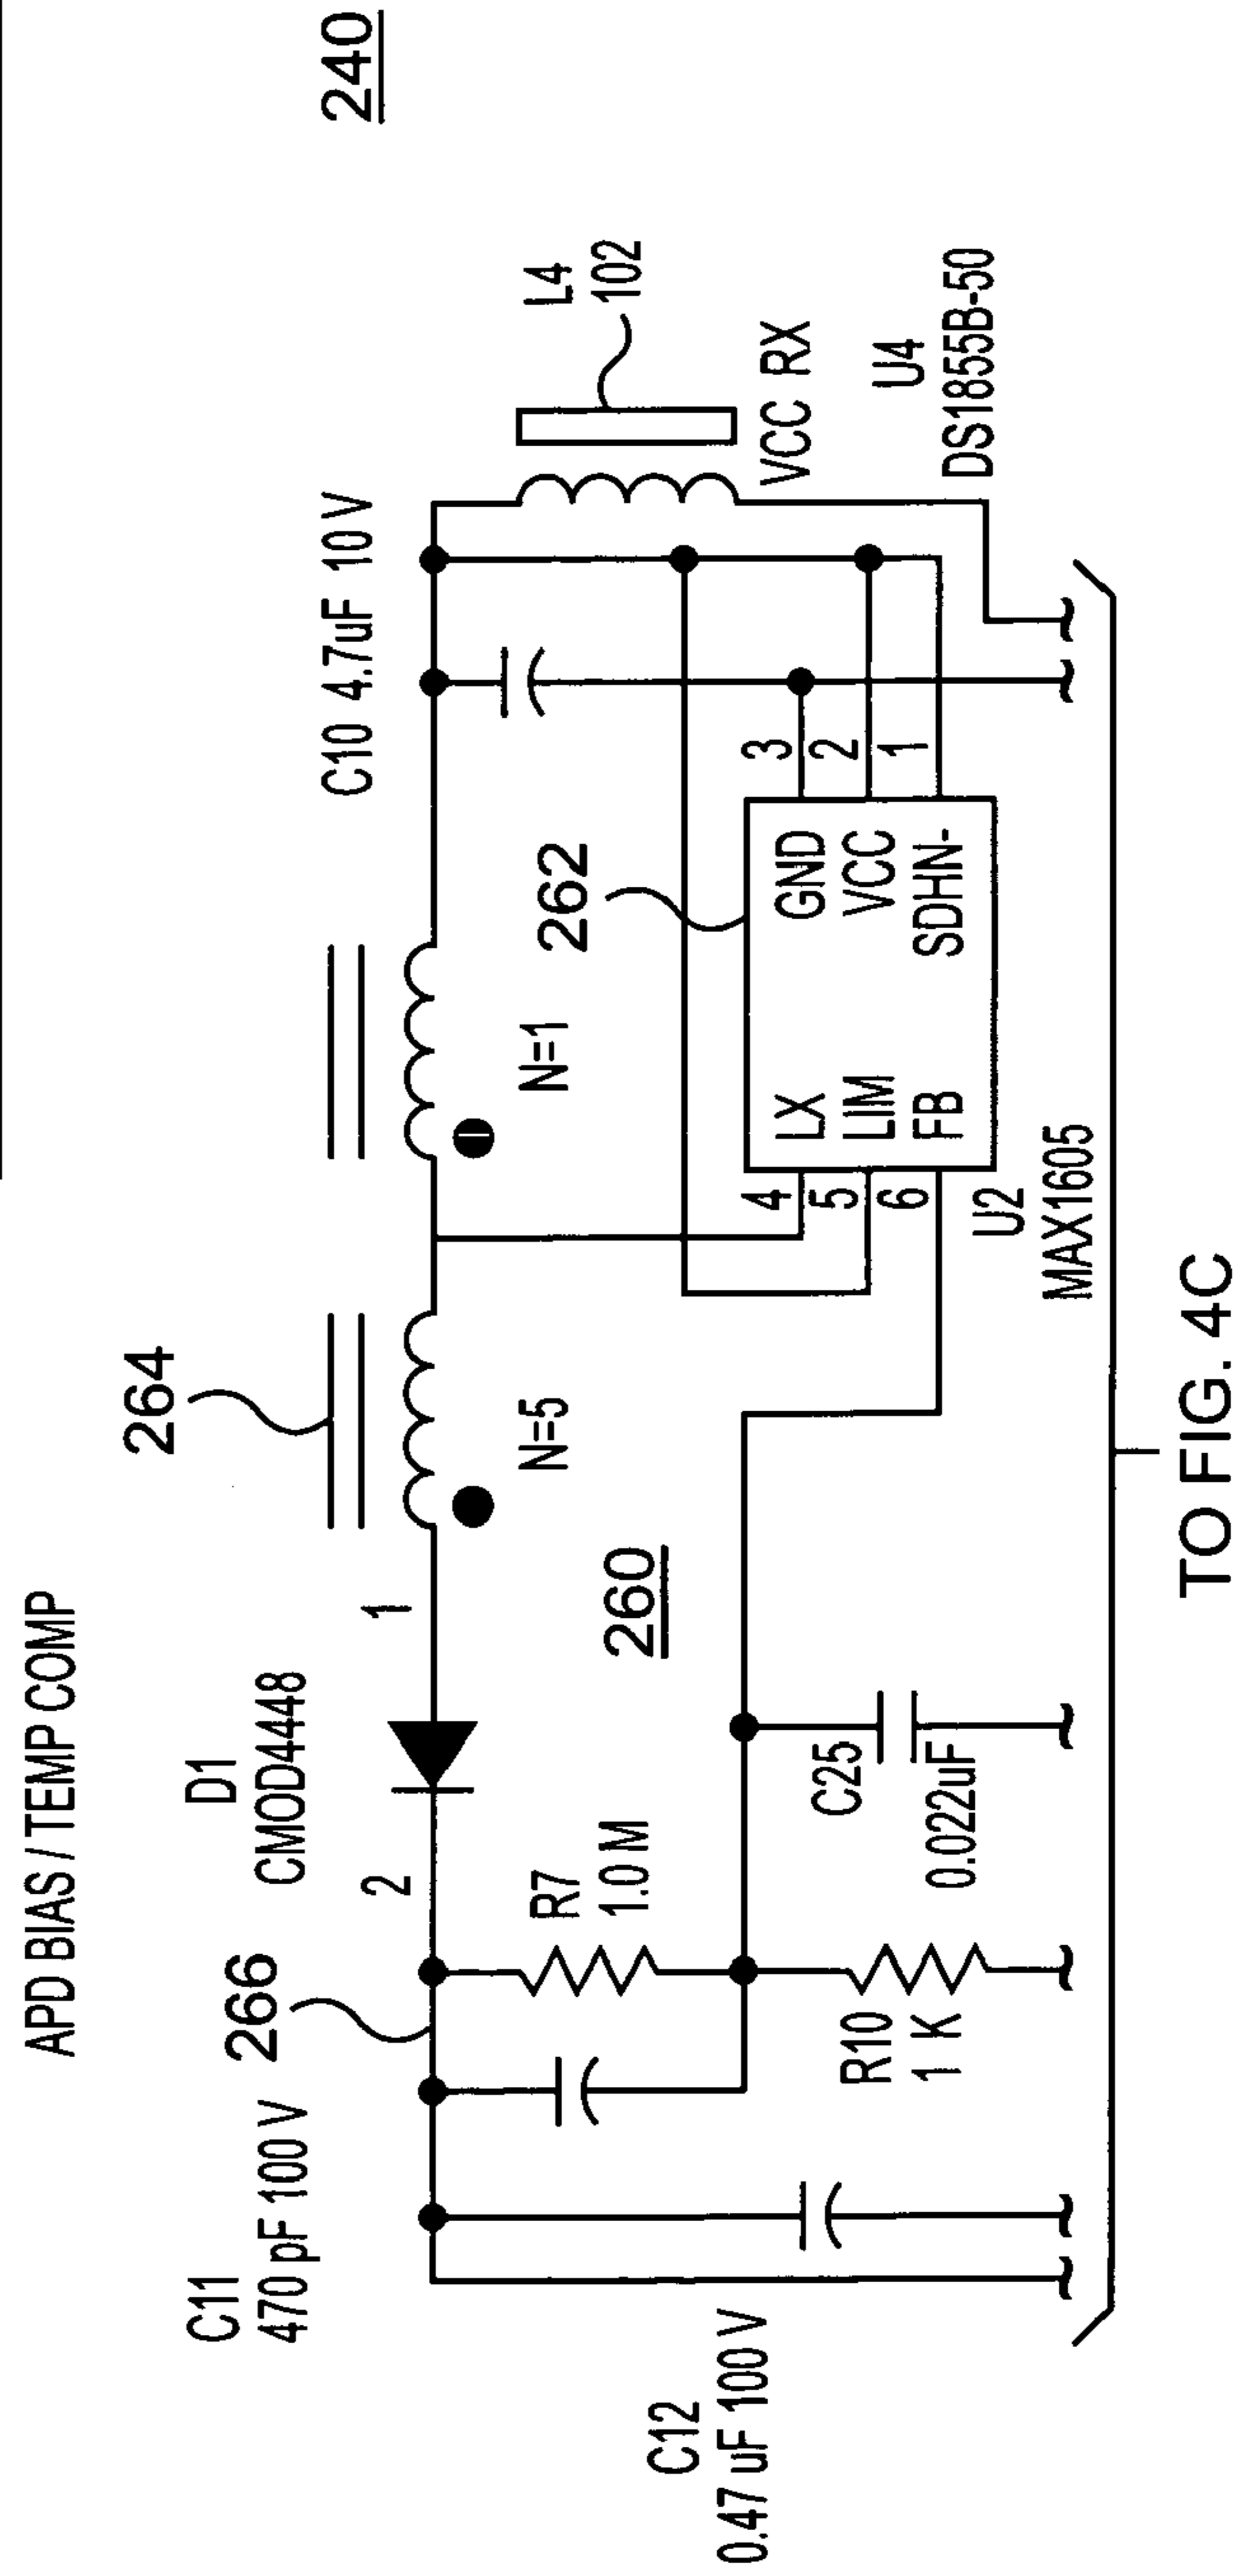 APD BIAS / TEMP COMP
240
C11
470 pF 100 V
266
D1
CMOD4448
2
1
264
C10 4.7uF 10 V
L4
102
N=5
N=1
262
R7
1.0 M
260
C12
0.47 uF 100 V
R10
1 K
C25
0.022uF
4
5
6
LX
LIM
FB
GND
VCC
SDHN-
3
2
1
VCC RX
U2
MAX1605
U4
DS1855B-50
TO FIG. 4C